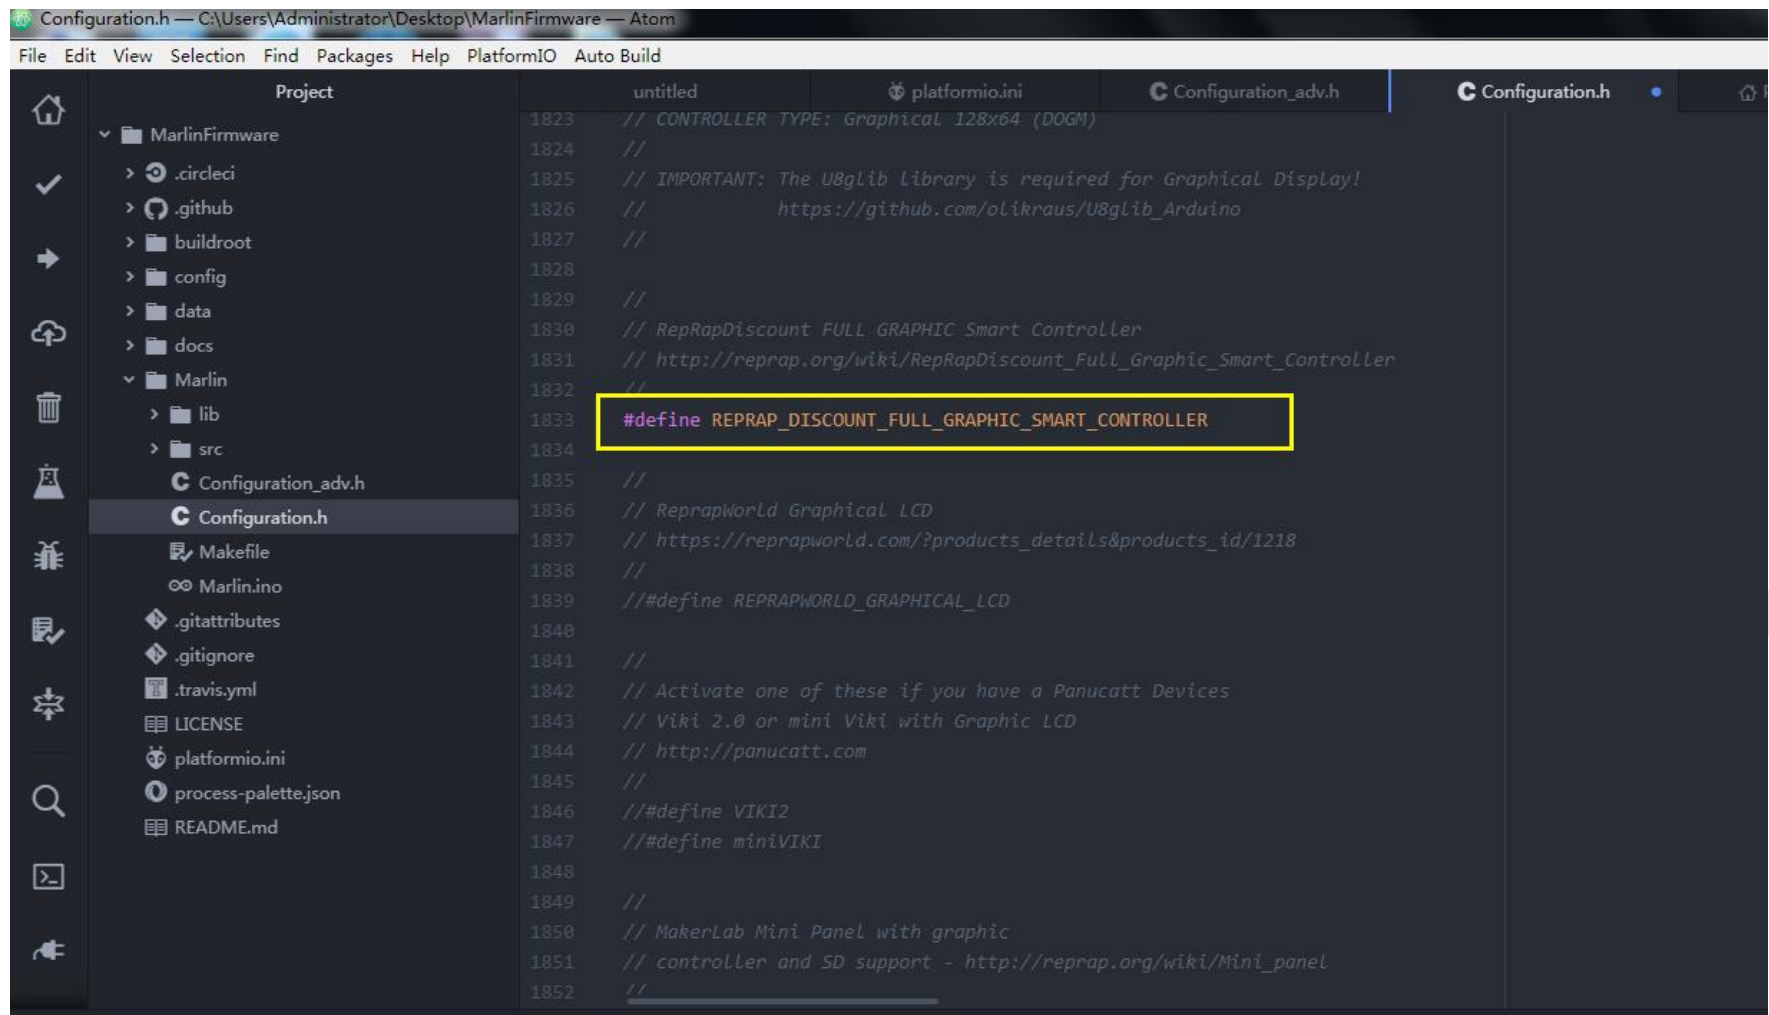 Configuration.h — C:\Users\Administrator\Desktop\MarlinFirmware — Atom
File Edit View Selection Find Packages Help PlatformIO Auto Build
Project
MarlinFirmware
.circleci
.github
buildroot
config
data
docs
Marlin
lib
src
Configuration_adv.h
Configuration.h
Makefile
Marlin.ino
.gitattributes
.gitignore
.travis.yml
LICENSE
platformio.ini
process-palette.json
README.md
untitled platformio.ini Configuration_adv.h Configuration.h
1823 // CONTROLLER TYPE: Graphical 128x64 (DOGM)
1824 //
1825 // IMPORTANT: The U8glib library is required for Graphical Display!
1826 // https://github.com/olikraus/U8glib_Arduino
1827 //
1828
1829 //
1830 // RepRapDiscount FULL GRAPHIC Smart Controller
1831 // http://reprap.org/wiki/RepRapDiscount_Full_Graphic_Smart_Controller
1832 //
1833 #define REPRAP_DISCOUNT_FULL_GRAPHIC_SMART_CONTROLLER
1834
1835 //
1836 // ReprapWorld Graphical LCD
1837 // https://reprapworld.com/?products_details&products_id/1218
1838 //
1839 //#define REPRAPWORLD_GRAPHICAL_LCD
1840
1841 //
1842 // Activate one of these if you have a Panucatt Devices
1843 // Viki 2.0 or mini Viki with Graphic LCD
1844 // http://panucatt.com
1845 //
1846 //#define VIKI2
1847 //#define miniVIKI
1848
1849 //
1850 // MakerLab Mini Panel with graphic
1851 // controller and SD support - http://reprap.org/wiki/Mini_panel
1852 //